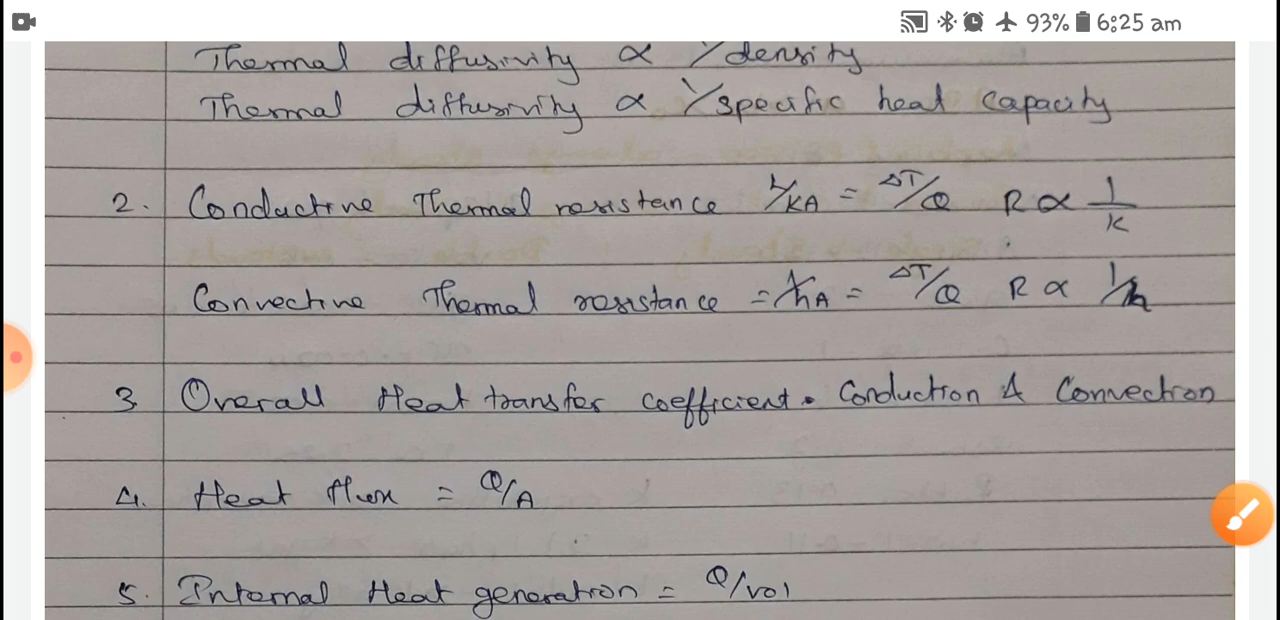 93% 6:25 am
Thermal diffusivity ∝ 1/density
Thermal diffusivity ∝ 1/specific heat capacity
2. Conductive Thermal resistance L/KA = ΔT/Q R ∝ 1/K
Convective Thermal resistance = 1/hA = ΔT/Q R ∝ 1/h
3 Overall Heat transfer coefficient. Conduction & Convection
4. Heat flux = Q/A
5. Internal Heat generation = Q/vol